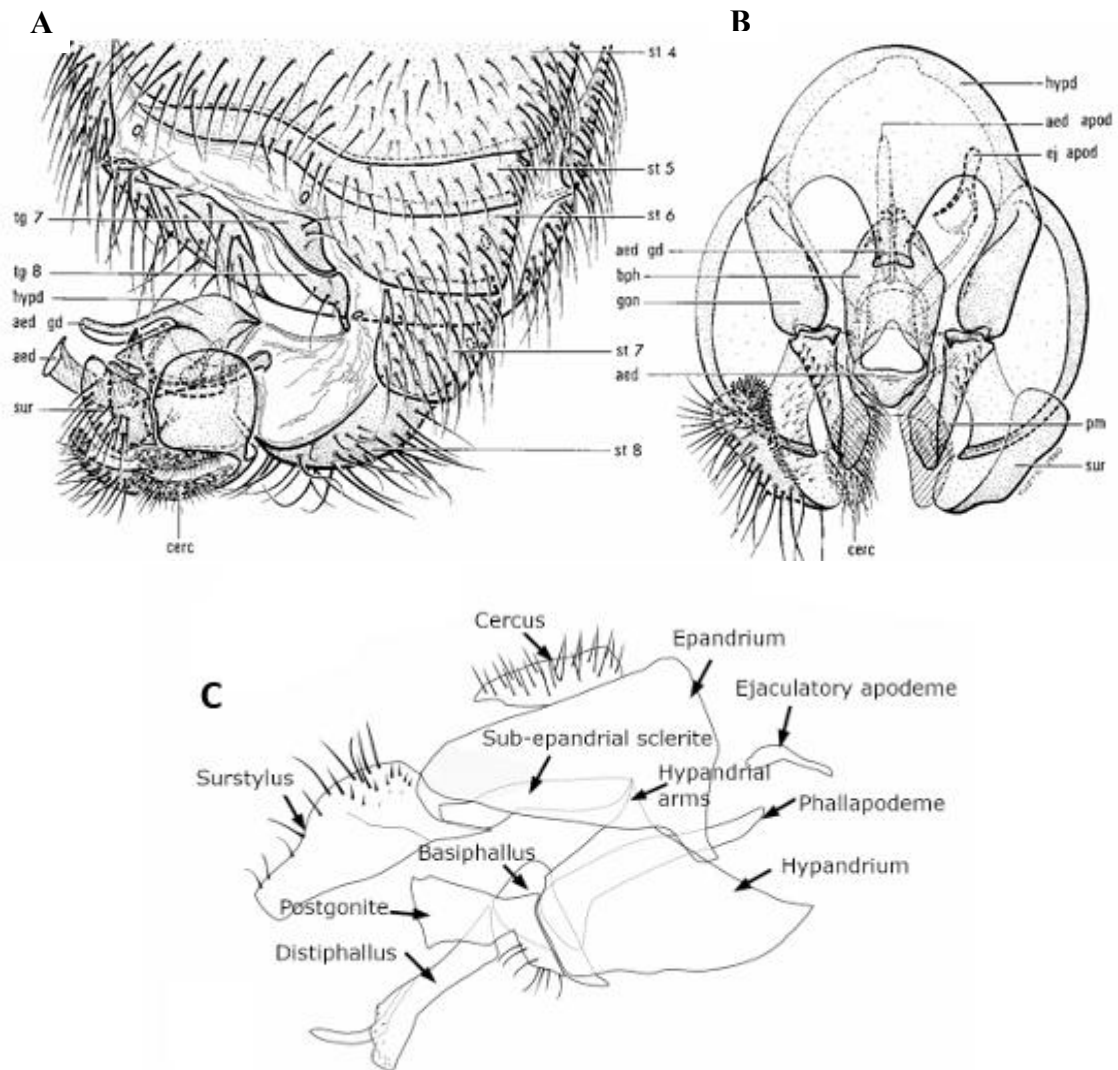 A
st 4
st 5
tg 7
st 6
tg 8
hypd
aed gd
aed
st 7
sur
st 8
cerc
B
hypd
aed apod
ej apod
aed gd
bph
gon
aed
pm
sur
cerc
C
Cercus
Epandrium
Ejaculatory apodeme
Sub-epandrial sclerite
Surstylus
Hypandrial
arms
Phallapodeme
Basiphallus
Hypandrium
Postgonite
Distiphallus